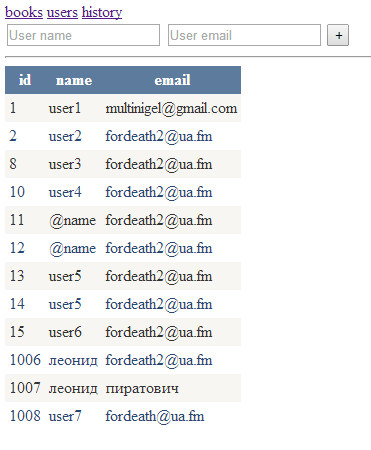 books users history
User name User email +
id name email
1 user1 multinigel@gmail.com
2 user2 fordeath2@ua.fm
8 user3 fordeath2@ua.fm
10 user4 fordeath2@ua.fm
11 @name fordeath2@ua.fm
12 @name fordeath2@ua.fm
13 user5 fordeath2@ua.fm
14 user5 fordeath2@ua.fm
15 user6 fordeath2@ua.fm
1006 леонид fordeath2@ua.fm
1007 леонид пиратович
1008 user7 fordeath@ua.fm